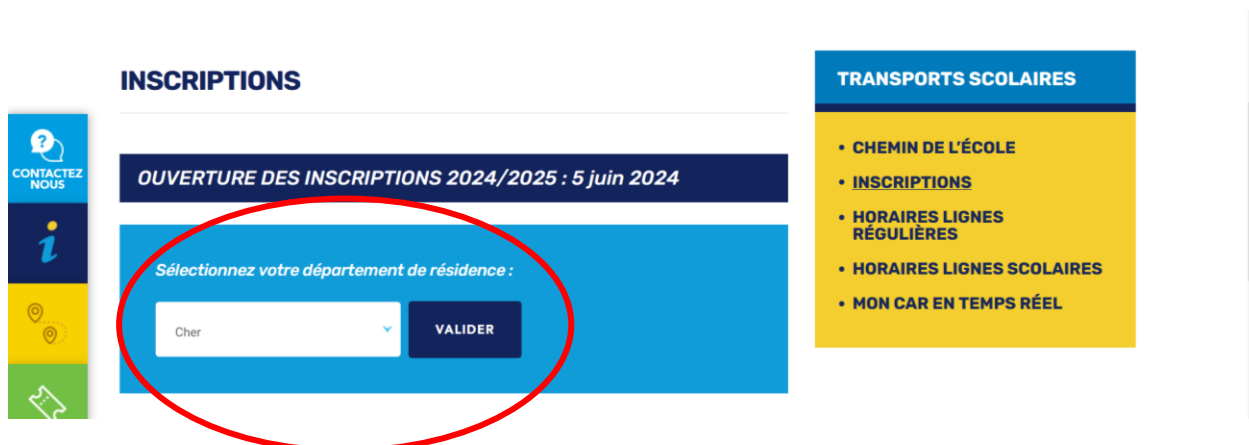 INSCRIPTIONS
CONTACTEZ
NOUS
OUVERTURE DES INSCRIPTIONS 2024/2025 : 5 juin 2024
Sélectionnez votre département de résidence :
Cher
VALIDER
TRANSPORTS SCOLAIRES
• CHEMIN DE L'ÉCOLE
• INSCRIPTIONS
• HORAIRES LIGNES
RÉGULIÈRES
• HORAIRES LIGNES SCOLAIRES
• MON CAR EN TEMPS RÉEL